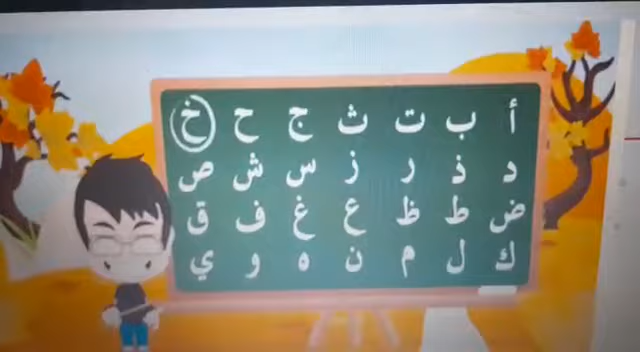 أ ب ت ث ج ح خ
د ذ ر ز س ش ص
ض ط ظ ع غ ف ق
ك ل م ن ه و ي